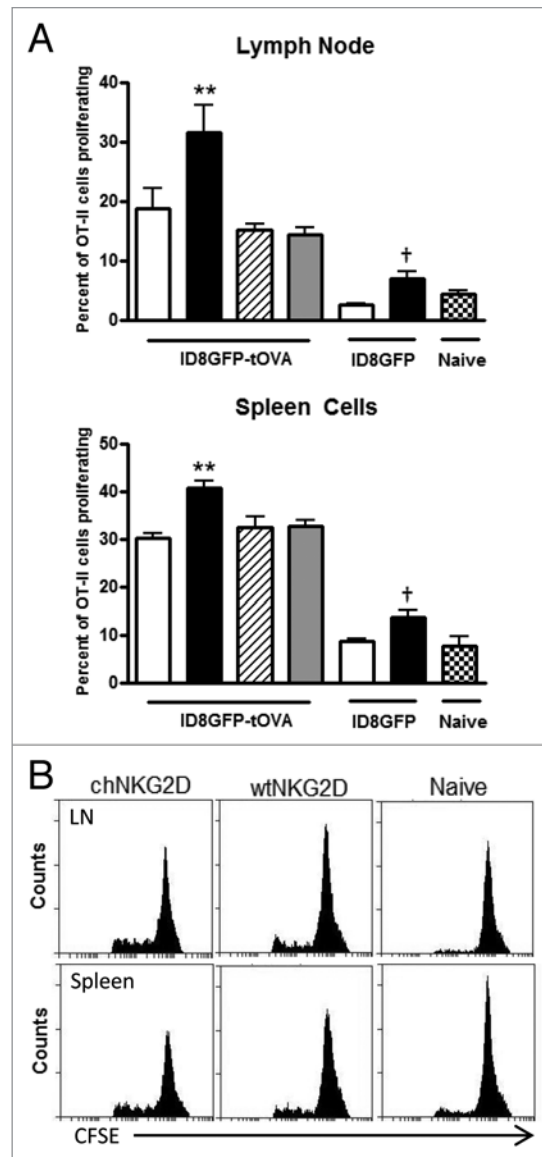 A
Lymph Node
Percent of OT-II cells proliferating
40
30
20
10
0
**
†
ID8GFP-tOVA
ID8GFP
Naive
Spleen Cells
Percent of OT-II cells proliferating
50
40
30
20
10
0
**
†
ID8GFP-tOVA
ID8GFP
Naive
B
chNKG2D
wtNKG2D
Naive
LN
Counts
Spleen
Counts
CFSE